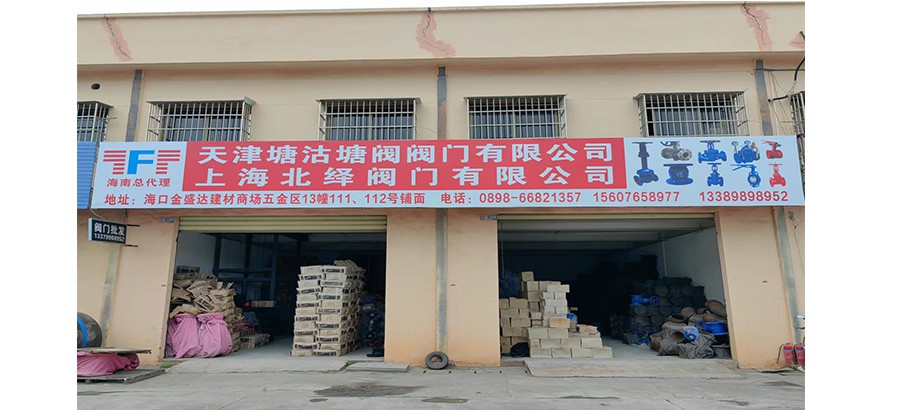 天津塘沽塘阀阀门有限公司
上海北绎阀门有限公司
TFT
海南总代理
地址：海口金盛达建材商场五金区13幢111、112号铺面 电话：0898-66821357 15607658977 13389898952
阀门批发